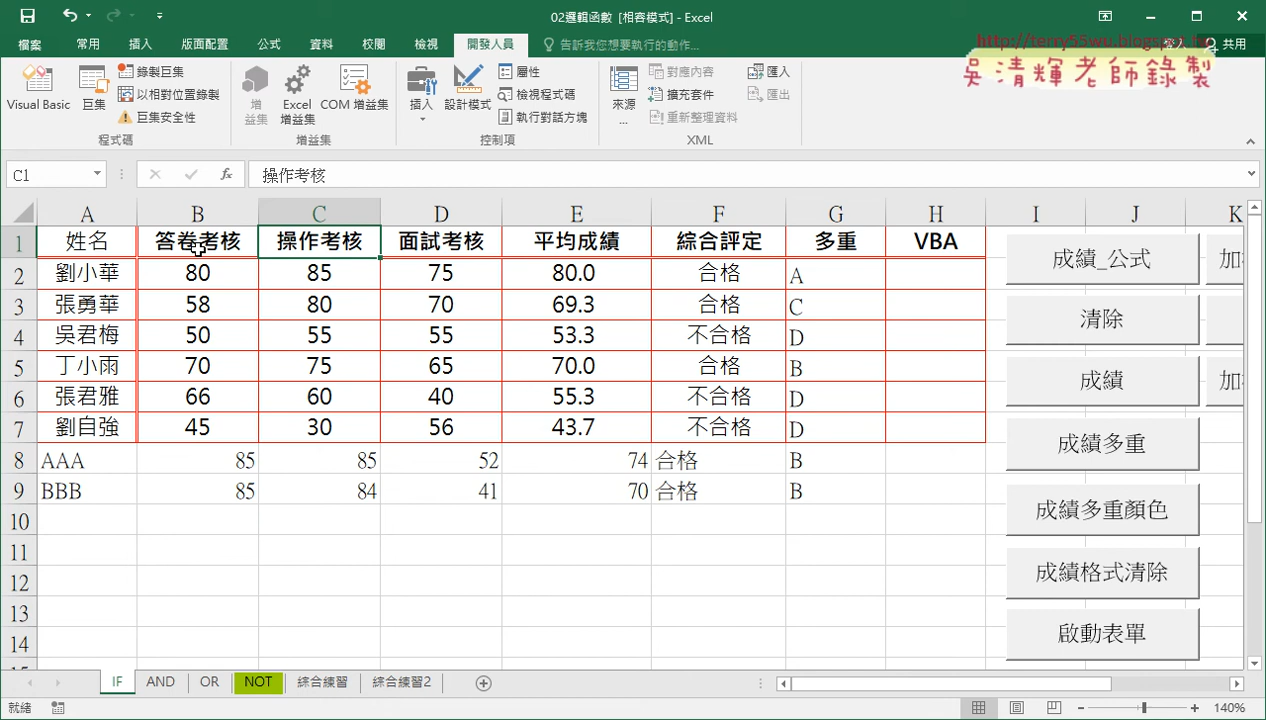 02邏輯函數 [相容模式] - Excel
檔案 常用 插入 版面配置 公式 資料 校閱 檢視 開發人員 告訴我您想要執行的動作... 登入 共用
http://terry55wu.blogspot.tw
吳清輝老師錄製
Visual Basic 巨集 錄製巨集 以相對位置錄製 巨集安全性
增益集 Excel 增益集 COM 增益集
插入 設計模式 屬性 檢視程式碼 執行對話方塊
來源... 對應內容 擴充套件 重新整理資料 匯入 匯出
程式碼 增益集 控制項 XML
C1 fx 操作考核
A B C D E F G H I J K
1 姓名 答卷考核 操作考核 面試考核 平均成績 綜合評定 多重 VBA
2 劉小華 80 85 75 80.0 合格 A
3 張勇華 58 80 70 69.3 合格 C
4 吳君梅 50 55 55 53.3 不合格 D
5 丁小雨 70 75 65 70.0 合格 B
6 張君雅 66 60 40 55.3 不合格 D
7 劉自強 45 30 56 43.7 不合格 D
8 AAA 85 85 52 74 合格 B
9 BBB 85 84 41 70 合格 B
10
11
12
13
14
成績_公式
清除
成績
成績多重
成績多重顏色
成績格式清除
啟動表單
加
加
IF AND OR NOT 綜合練習 綜合練習2
就緒 140%